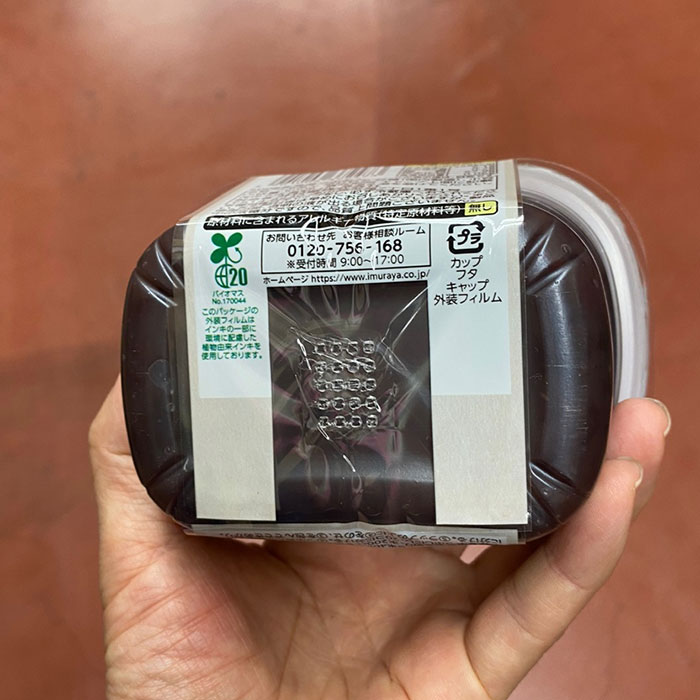 原材料に含まれるアレルギー物質(特定原材料等) 無し
お問い合わせ先 お客様相談ルーム
0120-756-168
※受付時間 9:00〜17:00
ホームページ https://www.imuraya.co.jp/
20
バイオマス
No.170044
このパッケージの
外装フィルムは
インキの一部に
環境に配慮した
植物由来インキを
使用しております。
プラ
カップ
フタ
キャップ
外装フィルム